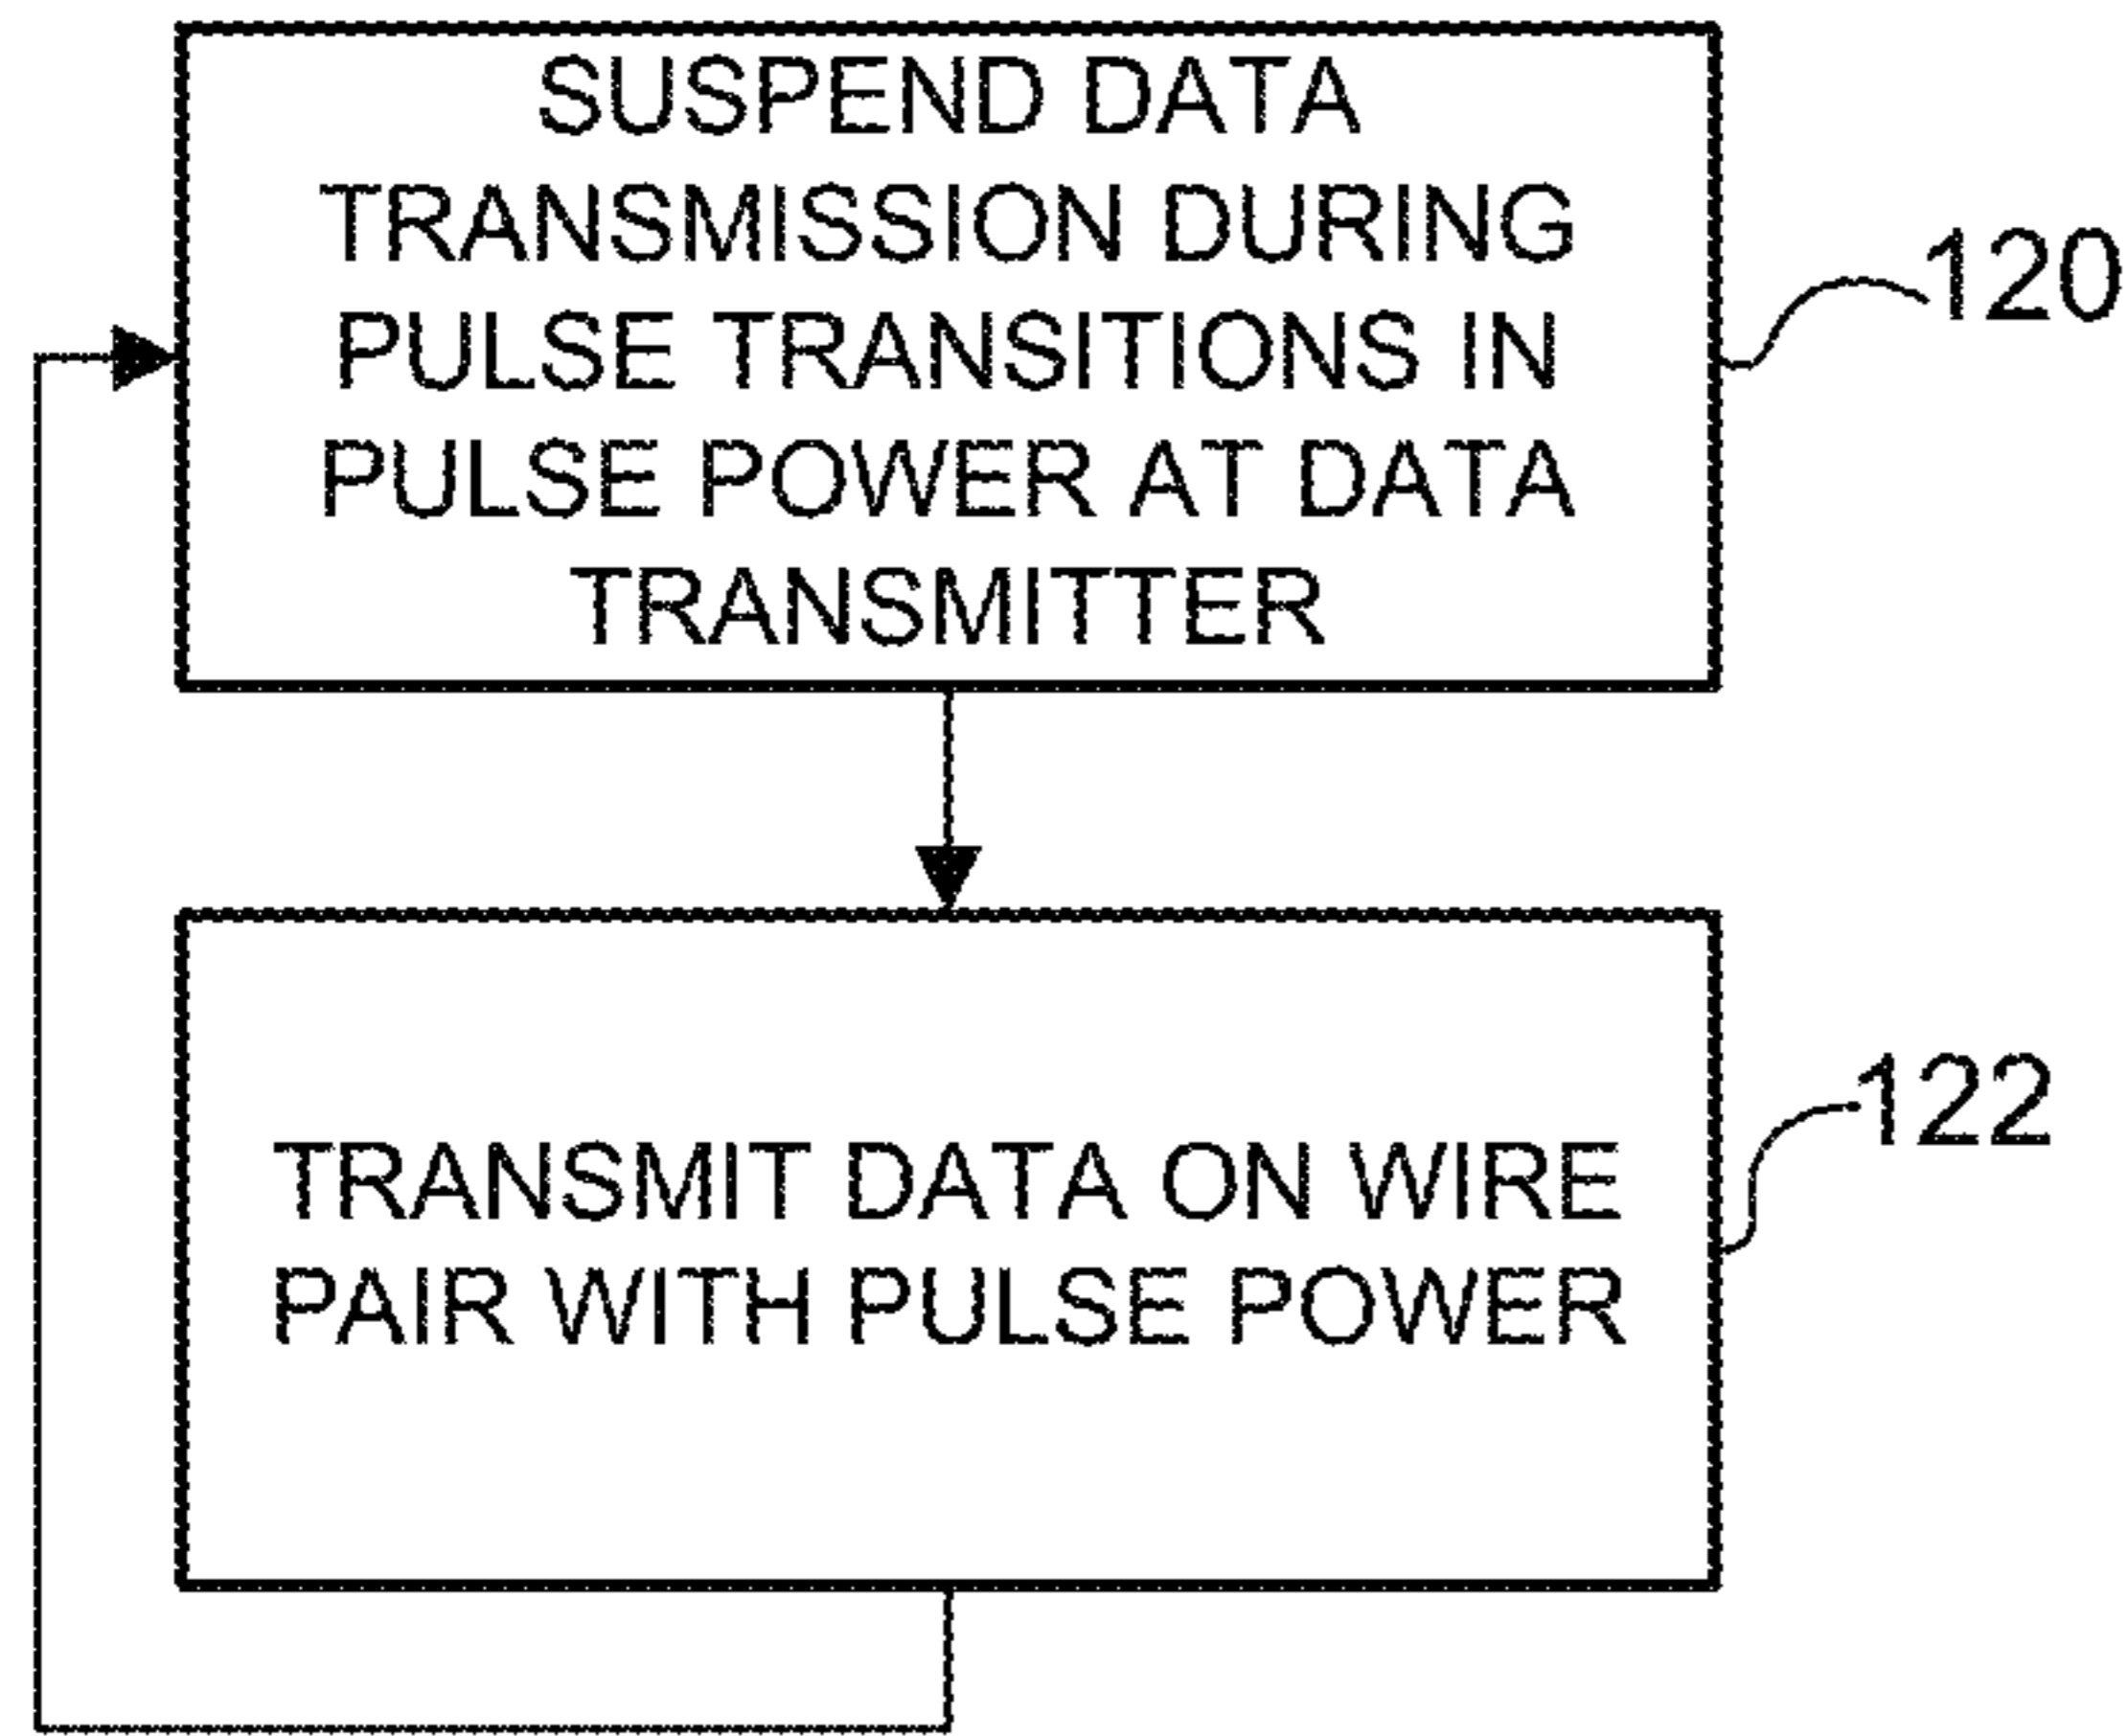 SUSPEND DATA
TRANSMISSION DURING
PULSE TRANSITIONS IN
PULSE POWER AT DATA
TRANSMITTER
120
TRANSMIT DATA ON WIRE
PAIR WITH PULSE POWER
122